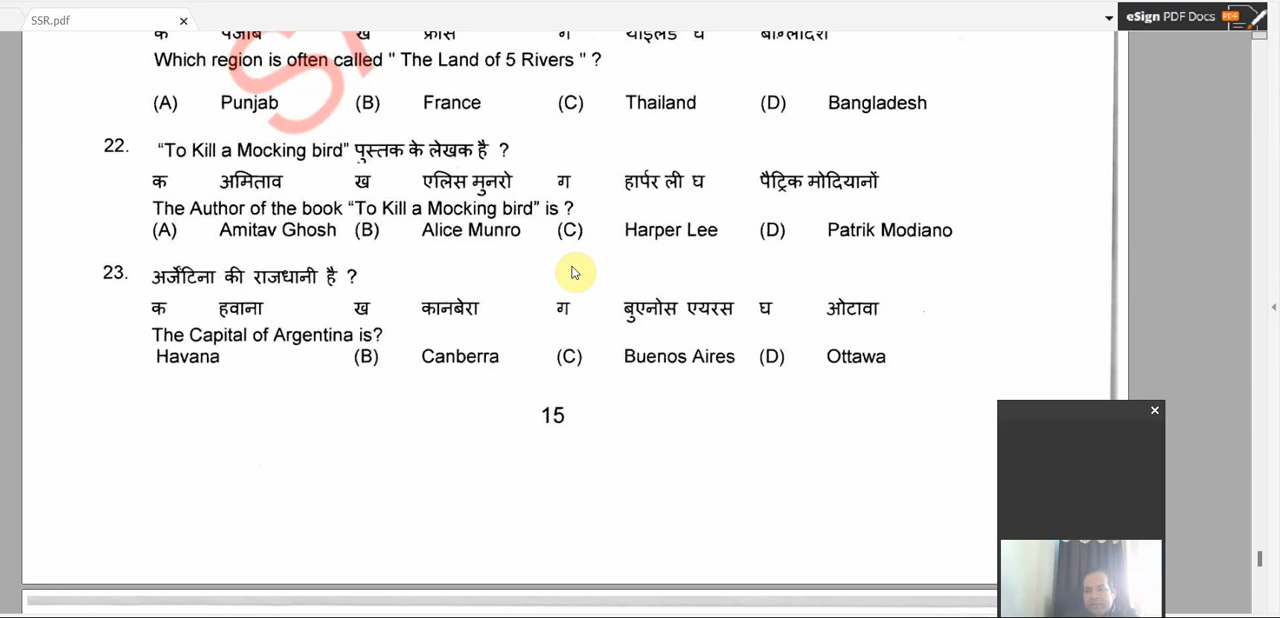 SSR.pdf ×
eSign PDF Docs PDF
क पंजाब ख फ्रांस ग थाईलैंड घ बांग्लादेश
Which region is often called " The Land of 5 Rivers " ?
(A) Punjab (B) France (C) Thailand (D) Bangladesh
22. “To Kill a Mocking bird” पुस्तक के लेखक है ?
क अमिताव ख एलिस मुनरो ग हार्पर ली घ पैट्रिक मोदियानों
The Author of the book “To Kill a Mocking bird” is ?
(A) Amitav Ghosh (B) Alice Munro (C) Harper Lee (D) Patrik Modiano
23. अर्जेंटिना की राजधानी है ?
क हवाना ख कानबेरा ग बुएनोस एयरस घ ओटावा
The Capital of Argentina is?
Havana (B) Canberra (C) Buenos Aires (D) Ottawa
15